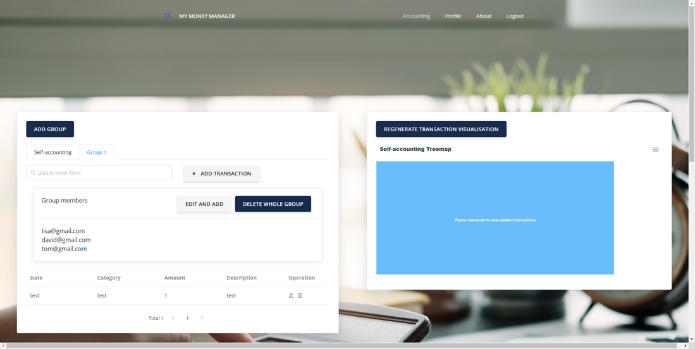 MY MONEY MANAGER
Accounting Profile About Logout
ADD GROUP
Self-accounting Group 1
please enter here
+ ADD TRANSACTION
Group members
EDIT AND ADD
DELETE WHOLE GROUP
lisa@gmail.com
david@gmail.com
tom@gmail.com
Date Category Amount Description Operation
test test 1 test
Total 1 < 1 >
REGENERATE TRANSACTION VISUALISATION
Self-accounting Treemap
Please regenerate to view updated transactions